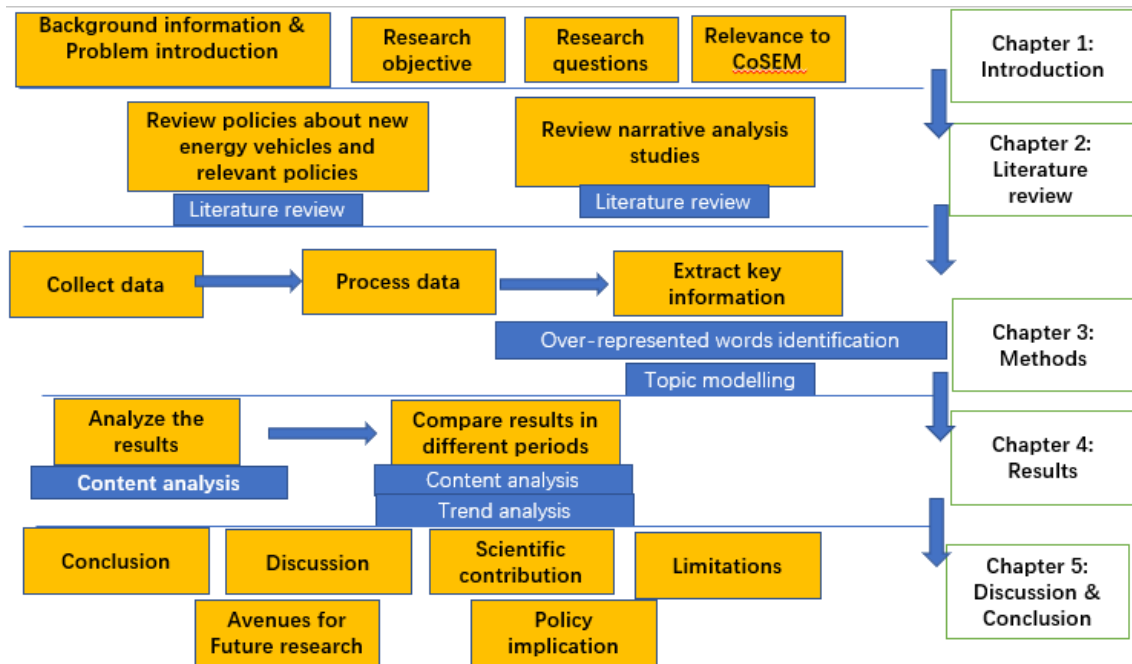 Background information &
Problem introduction
Research
objective
Research
questions
Relevance to
CoSEM
Chapter 1:
Introduction
Review policies about new
energy vehicles and
relevant policies
Literature review
Review narrative analysis
studies
Literature review
Chapter 2:
Literature
review
Collect data
Process data
Extract key
information
Over-represented words identification
Topic modelling
Chapter 3:
Methods
Analyze the
results
Content analysis
Compare results in
different periods
Content analysis
Trend analysis
Chapter 4:
Results
Conclusion
Discussion
Scientific
contribution
Limitations
Avenues for
Future research
Policy
implication
Chapter 5:
Discussion &
Conclusion